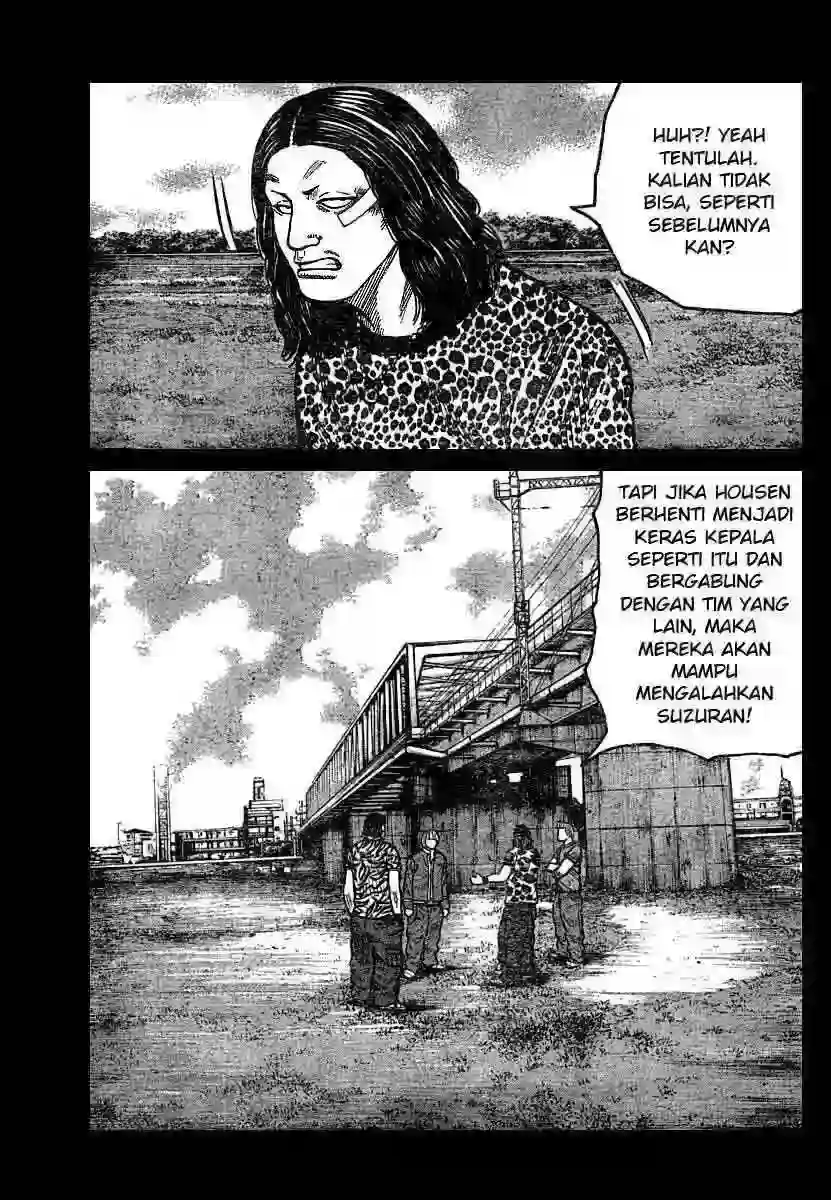 HUH?! YEAH
TENTULAH.
KALIAN TIDAK
BISA, SEPERTI
SEBELUMNYA
KAN?
TAPI JIKA HOUSEN
BERHENTI MENJADI
KERAS KEPALA
SEPERTI ITU DAN
BERGABUNG
DENGAN TIM YANG
LAIN, MAKA
MEREKA AKAN
MAMPU
MENGALAHKAN
SUZURAN!